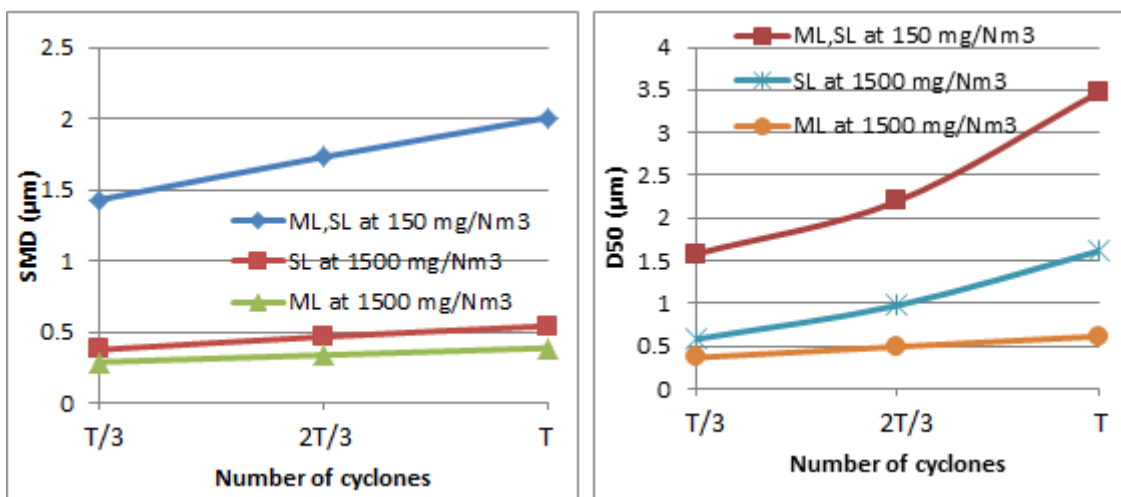 2.5
2
1.5
1
0.5
0
SMD (µm)
ML,SL at 150 mg/Nm3
SL at 1500 mg/Nm3
ML at 1500 mg/Nm3
T/3 2T/3 T
Number of cyclones
4
3.5
3
2.5
2
1.5
1
0.5
0
D50 (µm)
ML,SL at 150 mg/Nm3
SL at 1500 mg/Nm3
ML at 1500 mg/Nm3
T/3 2T/3 T
Number of cyclones